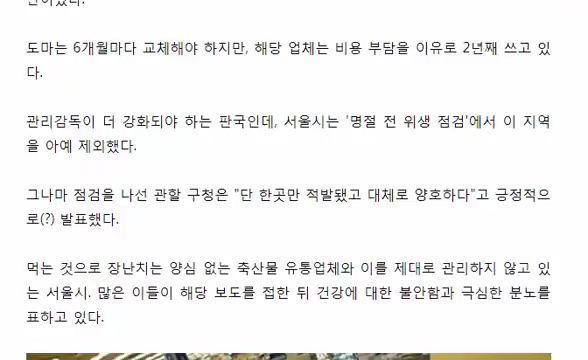 도마는 6개월마다 교체해야 하지만, 해당 업체는 비용 부담을 이유로 2년째 쓰고 있
다.
관리감독이 더 강화되야 하는 판국인데, 서울시는 '명절 전 위생 점검'에서 이 지역
을 아예 제외했다.
그나마 점검을 나선 관할 구청은 "단 한곳만 적발됐고 대체로 양호하다"고 긍정적으
로(?) 발표했다.
먹는 것으로 장난치는 양심 없는 축산물 유통업체와 이를 제대로 관리하지 않고 있
는 서울시. 많은 이들이 해당 보도를 접한 뒤 건강에 대한 불안함과 극심한 분노를
표하고 있다.